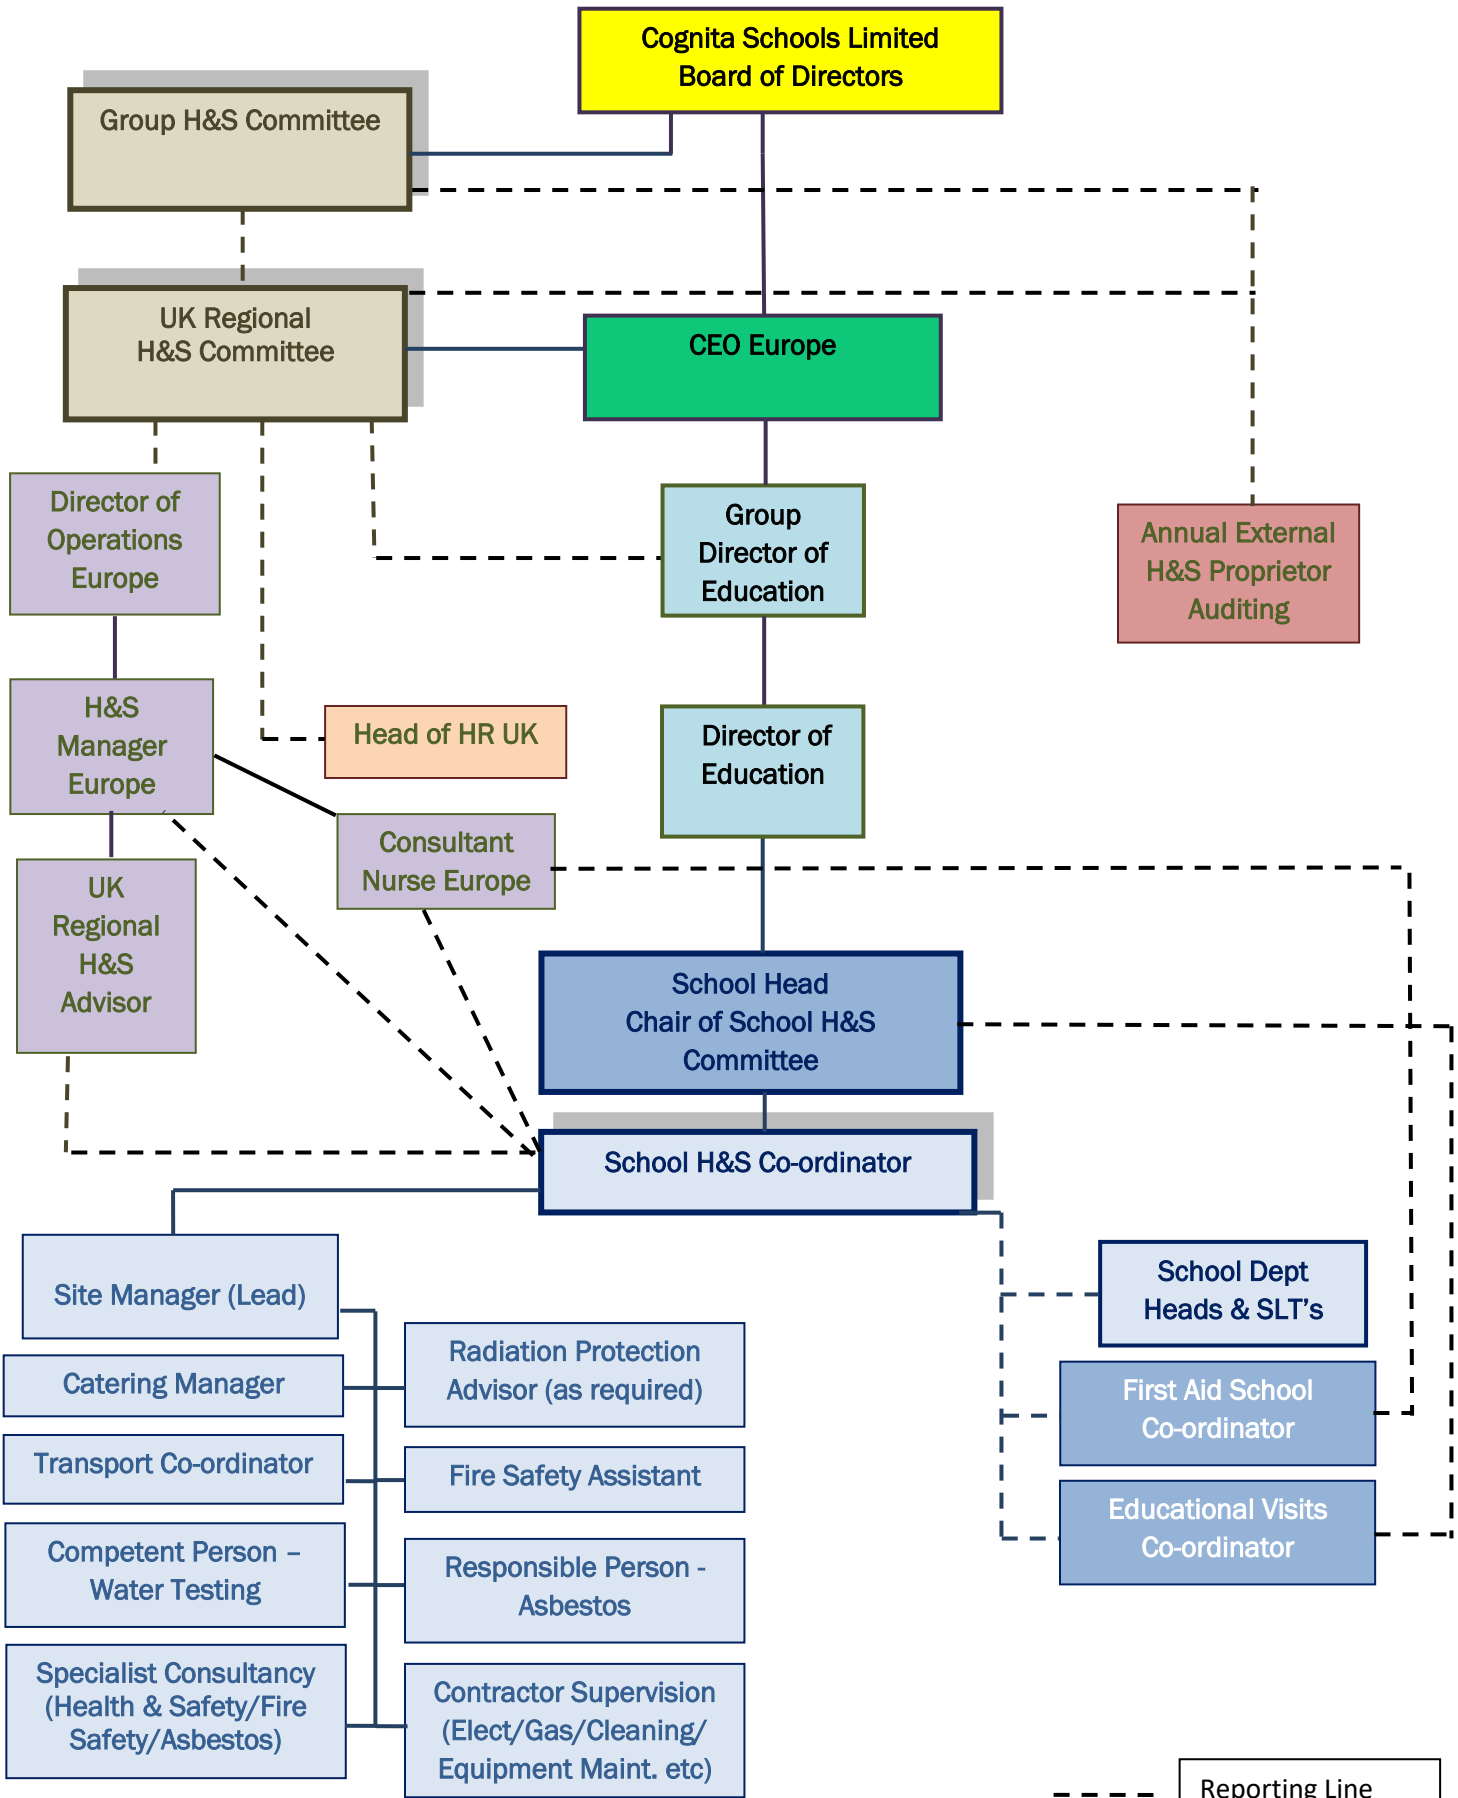 Cognita Schools Limited
Board of Directors
Group H&S Committee
UK Regional
H&S Committee
CEO Europe
Director of
Operations
Europe
Group
Director of
Education
Annual External
H&S Proprietor
Auditing
H&S
Manager
Europe
Head of HR UK
Director of
Education
Consultant
Nurse Europe
UK
Regional
H&S
Advisor
School Head
Chair of School H&S
Committee
School H&S Co-ordinator
Site Manager (Lead)
School Dept
Heads & SLT’s
Radiation Protection
Advisor (as required)
Catering Manager
First Aid School
Co-ordinator
Transport Co-ordinator
Fire Safety Assistant
Educational Visits
Co-ordinator
Competent Person –
Water Testing
Responsible Person -
Asbestos
Specialist Consultancy
(Health & Safety/Fire
Safety/Asbestos)
Contractor Supervision
(Elect/Gas/Cleaning/
Equipment Maint. etc)
Reporting Line